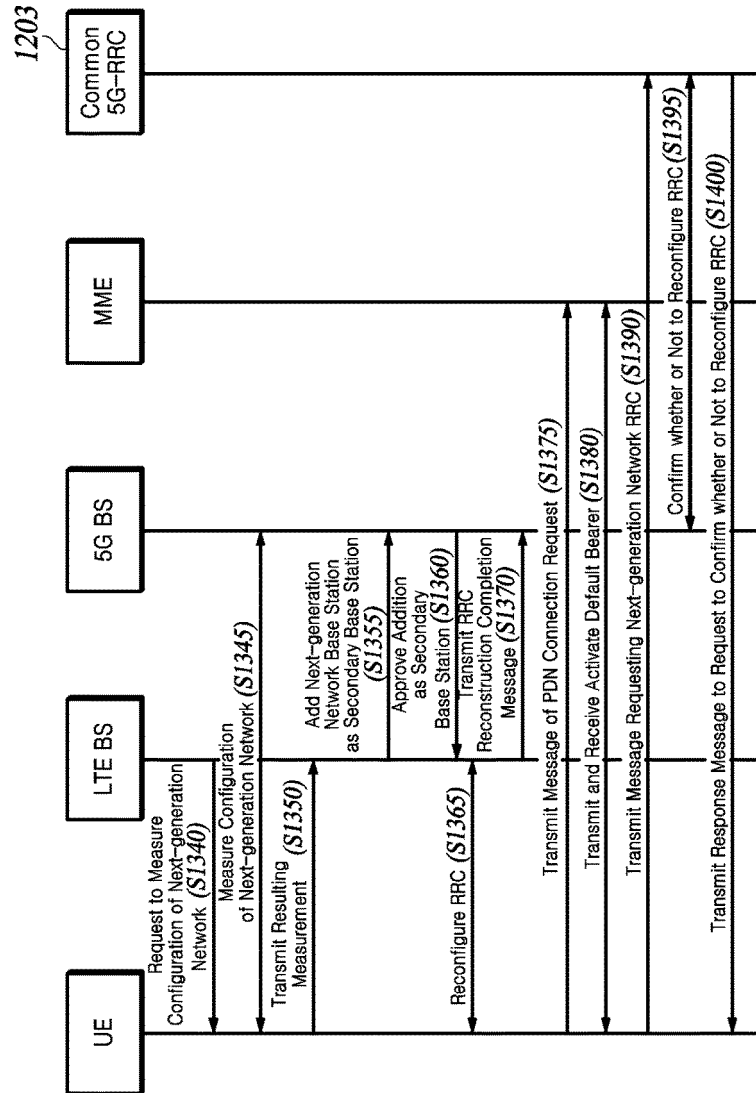 1203
UE
LTE BS
5G BS
MME
Common
5G-RRC
Request to Measure
Configuration of Next-generation
Network (S1340)
Measure Configuration
of Next-generation Network (S1345)
Transmit Resulting
Measurement (S1350)
Add Next-generation
Network Base Station
as Secondary Base Station
(S1355)
Approve Addition
as Secondary
Base Station (S1360)
Reconfigure RRC (S1365)
Transmit RRC
Reconstruction Completion
Message (S1370)
Transmit Message of PDN Connection Request (S1375)
Transmit and Receive Activate Default Bearer (S1380)
Transmit Message Requesting Next-generation Network RRC (S1390)
Confirm whether or Not to Reconfigure RRC (S1395)
Transmit Response Message to Request to Confirm whether or Not to Reconfigure RRC (S1400)